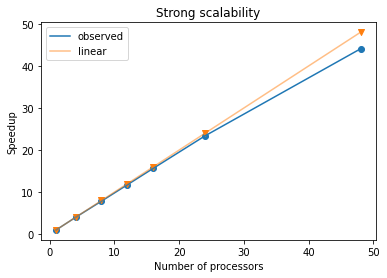 Strong scalability
observed
linear
50
40
30
20
10
0
Speedup
0 10 20 30 40 50
Number of processors